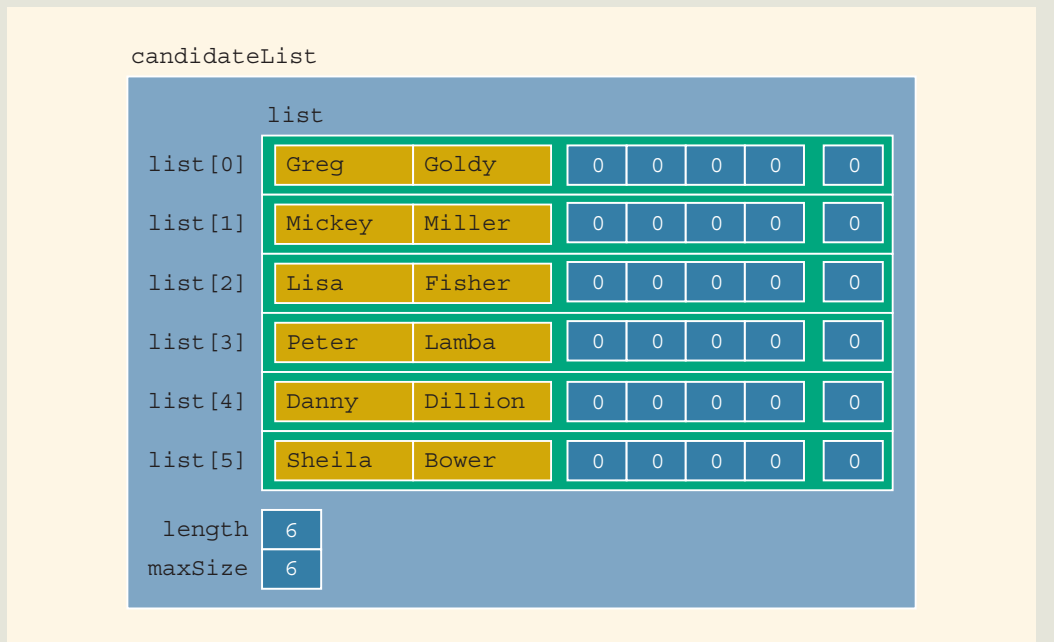 candidateList
list
list[0] Greg Goldy 0 0 0 0 0
list[1] Mickey Miller 0 0 0 0 0
list[2] Lisa Fisher 0 0 0 0 0
list[3] Peter Lamba 0 0 0 0 0
list[4] Danny Dillion 0 0 0 0 0
list[5] Sheila Bower 0 0 0 0 0
length 6
maxSize 6